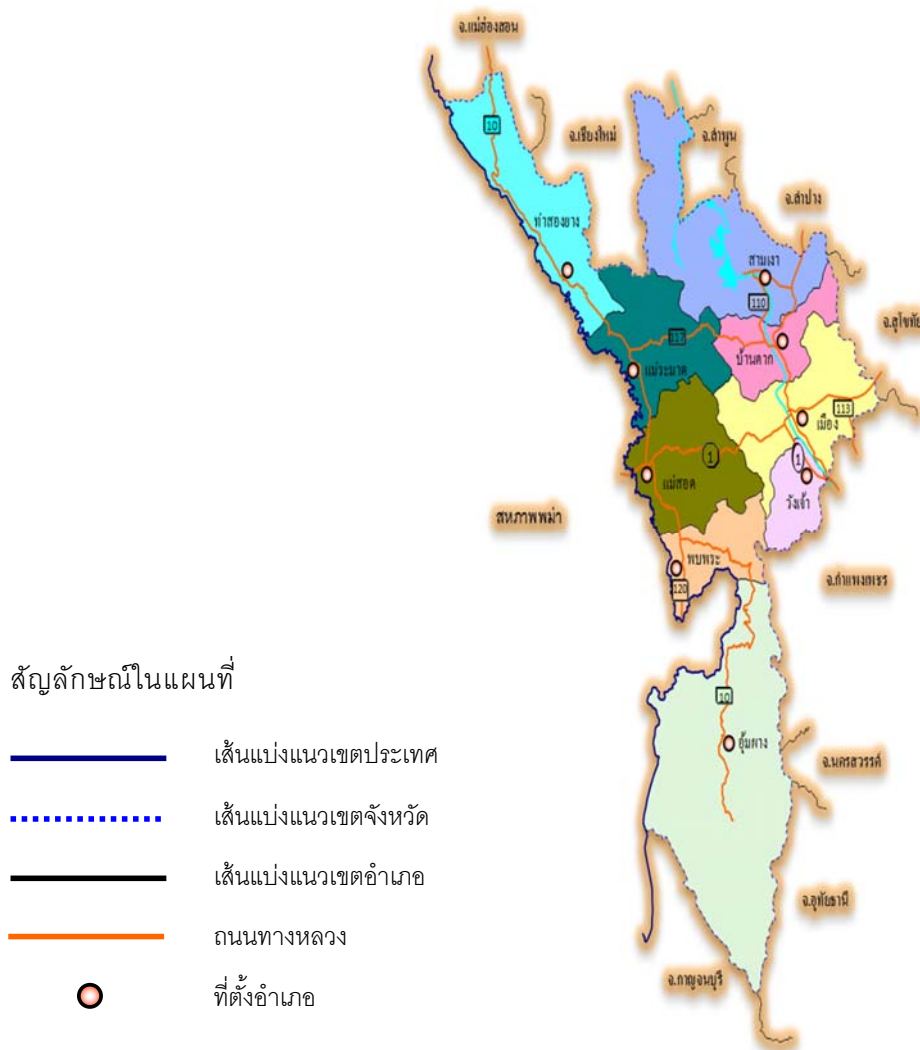 จ.แม่ฮ่องสอน
10
จ.เชียงใหม่
จ.ลำพูน
จ.ลำปาง
ท่าสองยาง
สามเงา
110
จ.สุโขทัย
117
บ้านตาก
แม่ระมาด
113
เมือง
1
1
แม่สอด
วังเจ้า
สหภาพพม่า
พบพระ
จ.กำแพงเพชร
120
สัญลักษณ์ในแผนที่
10
เส้นแบ่งแนวเขตประเทศ
อุ้มผาง
จ.นครสวรรค์
เส้นแบ่งแนวเขตจังหวัด
เส้นแบ่งแนวเขตอำเภอ
จ.อุทัยธานี
ถนนทางหลวง
จ.กาญจนบุรี
ที่ตั้งอำเภอ